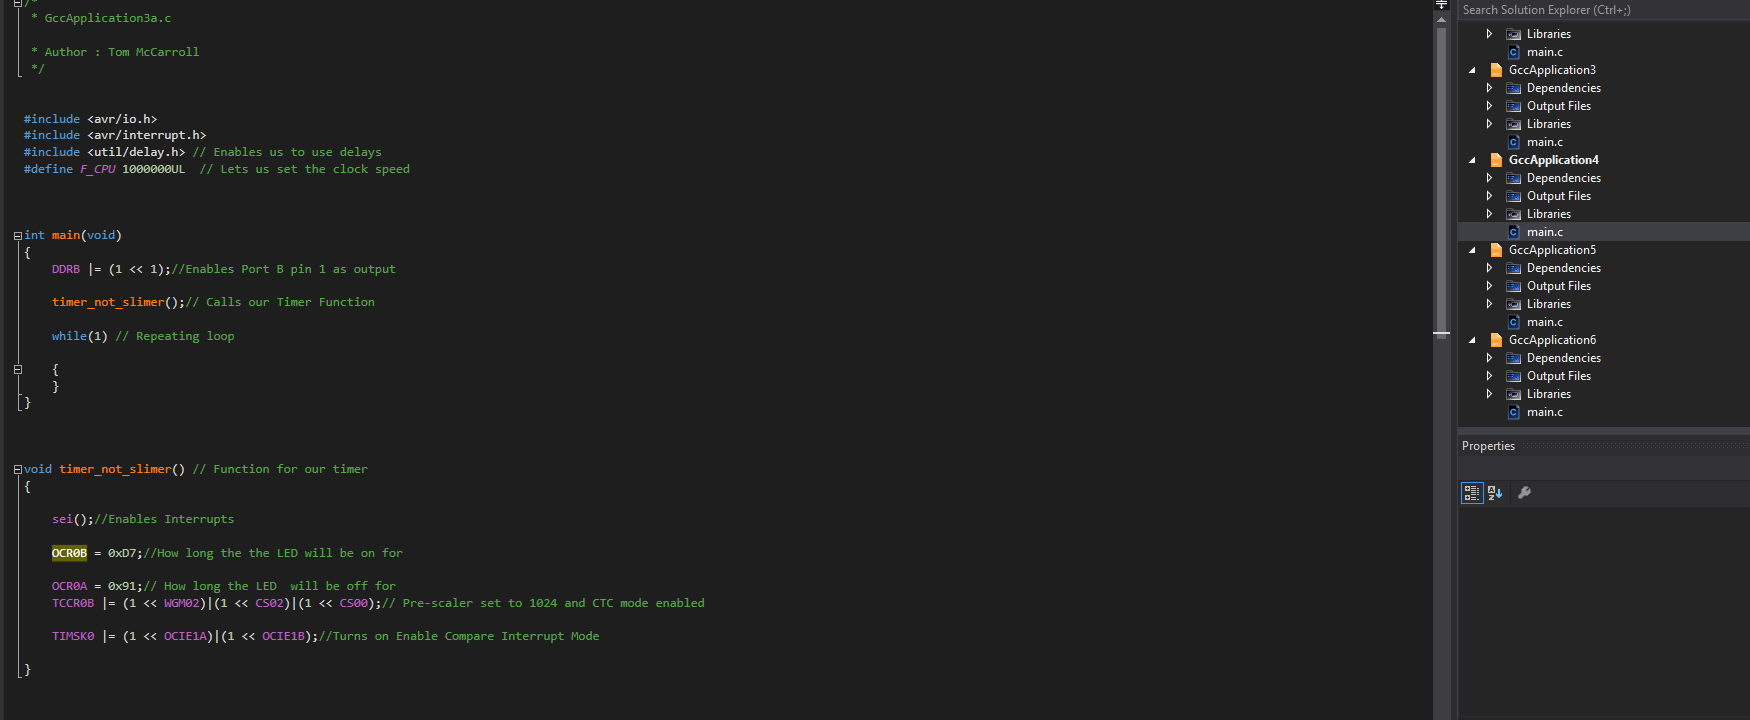 /*
* GccApplication3a.c
* Author : Tom McCarroll
*/
#include <avr/io.h>
#include <avr/interrupt.h>
#include <util/delay.h> // Enables us to use delays
#define F_CPU 1000000UL  // Lets us set the clock speed
int main(void)
{
DDRB |= (1 << 1);//Enables Port B pin 1 as output
timer_not_slimer();// Calls our Timer Function
while(1) // Repeating loop
{
}
}
void timer_not_slimer() // Function for our timer
{
sei();//Enables Interrupts
OCR0B = 0xD7;//How long the the LED will be on for
OCR0A = 0x91;// How long the LED  will be off for
TCCR0B |= (1 << WGM02)|(1 << CS02)|(1 << CS00);// Pre-scaler set to 1024 and CTC mode enabled
TIMSK0 |= (1 << OCIE1A)|(1 << OCIE1B);//Turns on Enable Compare Interrupt Mode
}
Search Solution Explorer (Ctrl+;)
Libraries
main.c
GccApplication3
Dependencies
Output Files
Libraries
main.c
GccApplication4
Dependencies
Output Files
Libraries
main.c
GccApplication5
Dependencies
Output Files
Libraries
main.c
GccApplication6
Dependencies
Output Files
Libraries
main.c
Properties